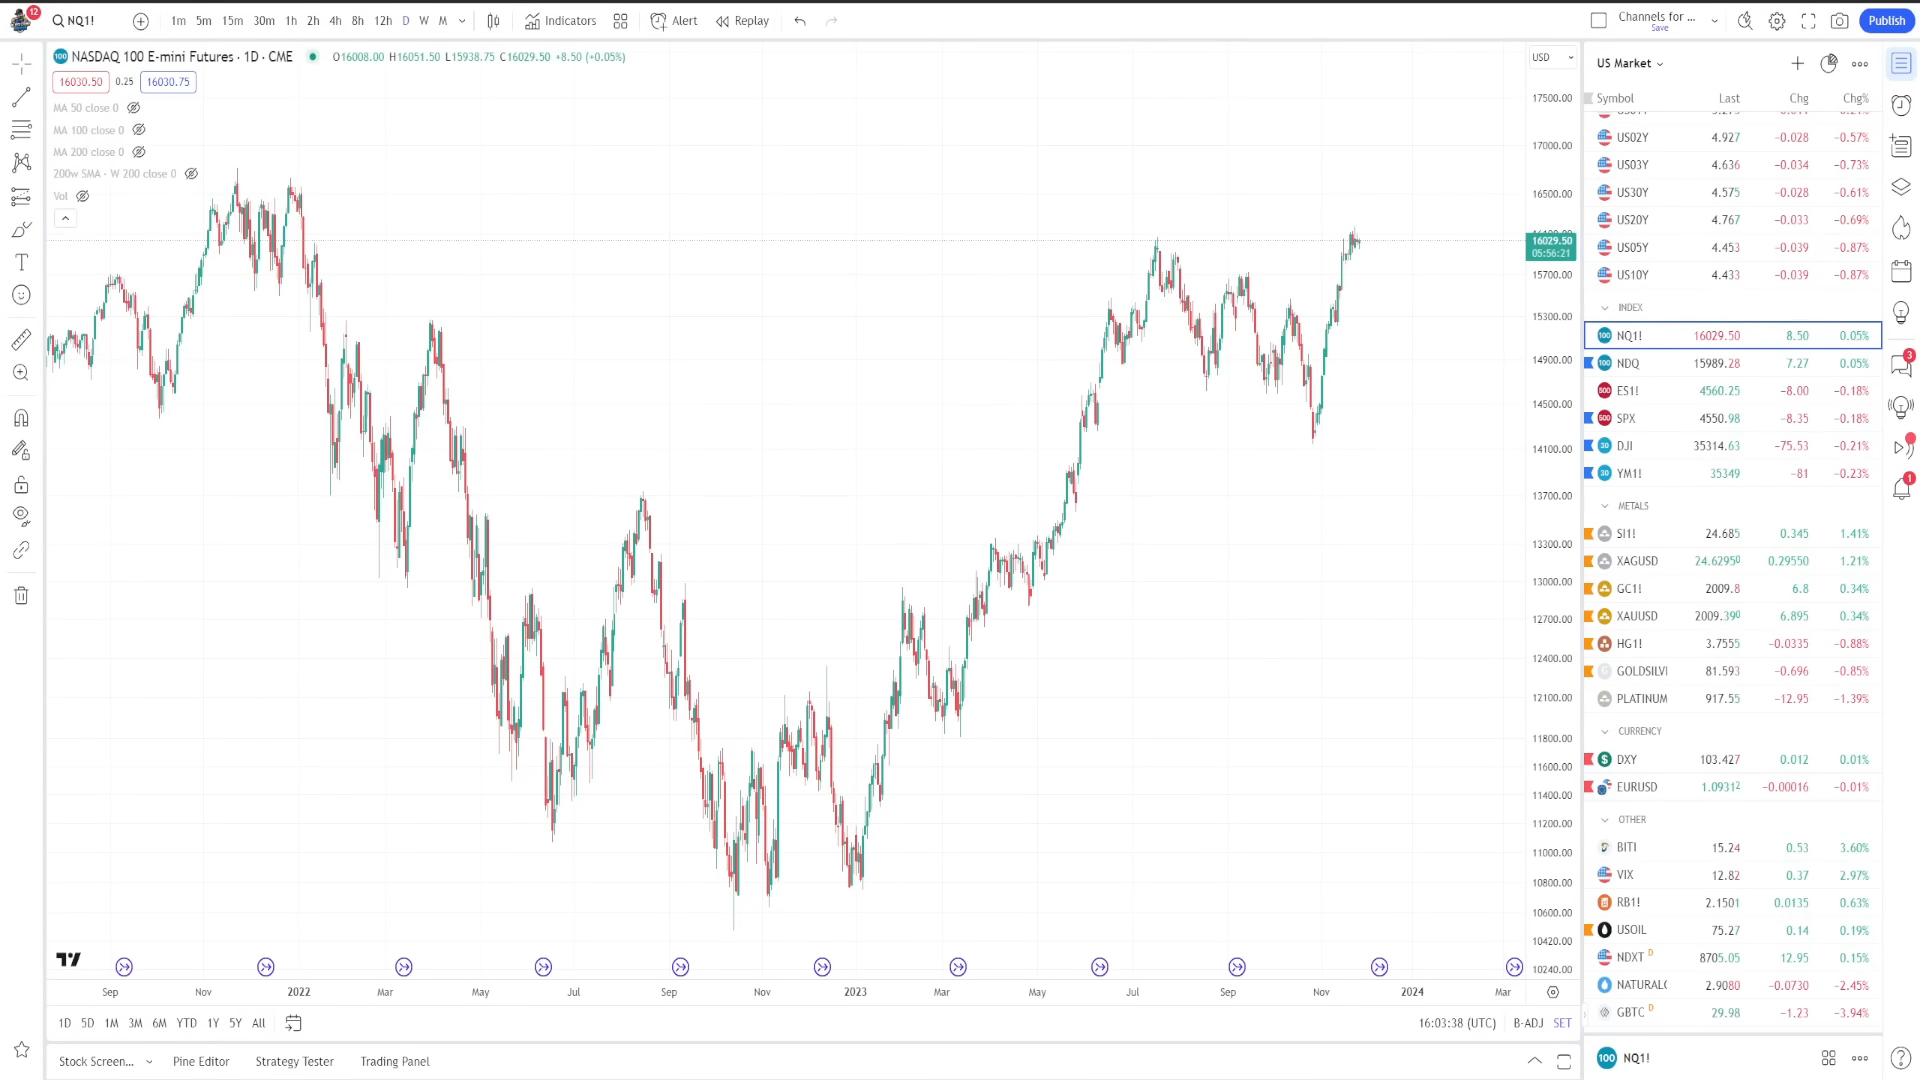 12
NQ1!
1m 5m 15m 30m 1h 2h 4h 8h 12h D W M
Indicators
Alert
Replay
Channels for ...
Save
Publish
NASDAQ 100 E-mini Futures · 1D · CME
O16008.00 H16051.50 L15938.75 C16029.50 +8.50 (+0.05%)
16030.50 0.25 16030.75
MA 50 close 0
MA 100 close 0
MA 200 close 0
200w SMA · W 200 close 0
Vol
USD
17500.00
17000.00
16500.00
16029.50
05:56:21
15700.00
15300.00
14900.00
14500.00
14100.00
13700.00
13300.00
13000.00
12700.00
12400.00
12100.00
11800.00
11600.00
11400.00
11200.00
11000.00
10800.00
10600.00
10420.00
10240.00
Sep Nov 2022 Mar May Jul Sep Nov 2023 Mar May Jul Sep Nov 2024 Mar
1D 5D 1M 3M 6M YTD 1Y 5Y All
16:03:38 (UTC) B-ADJ SET
Stock Screen... Pine Editor Strategy Tester Trading Panel
US Market
Symbol Last Chg Chg%
US02Y 4.927 −0.028 −0.57%
US03Y 4.636 −0.034 −0.73%
US30Y 4.575 −0.028 −0.61%
US20Y 4.767 −0.033 −0.69%
US05Y 4.453 −0.039 −0.87%
US10Y 4.433 −0.039 −0.87%
INDEX
NQ1! 16029.50 8.50 0.05%
NDQ 15989.28 7.27 0.05%
ES1! 4560.25 −8.00 −0.18%
SPX 4550.98 −8.35 −0.18%
DJI 35314.63 −75.53 −0.21%
YM1! 35349 −81 −0.23%
METALS
SI1! 24.685 0.345 1.41%
XAGUSD 24.62950 0.29550 1.21%
GC1! 2009.8 6.8 0.34%
XAUUSD 2009.390 6.895 0.34%
HG1! 3.7555 −0.0335 −0.88%
GOLDSILVI 81.593 −0.696 −0.85%
PLATINUM 917.55 −12.95 −1.39%
CURRENCY
DXY 103.427 0.012 0.01%
EURUSD 1.09312 −0.00016 −0.01%
OTHER
BITI 15.24 0.53 3.60%
VIX 12.82 0.37 2.97%
RB1! 2.1501 0.0135 0.63%
USOIL 75.27 0.14 0.19%
NDXT D 8705.05 12.95 0.15%
NATURALG 2.9080 −0.0730 −2.45%
GBTC D 29.98 −1.23 −3.94%
100 NQ1!
3
1